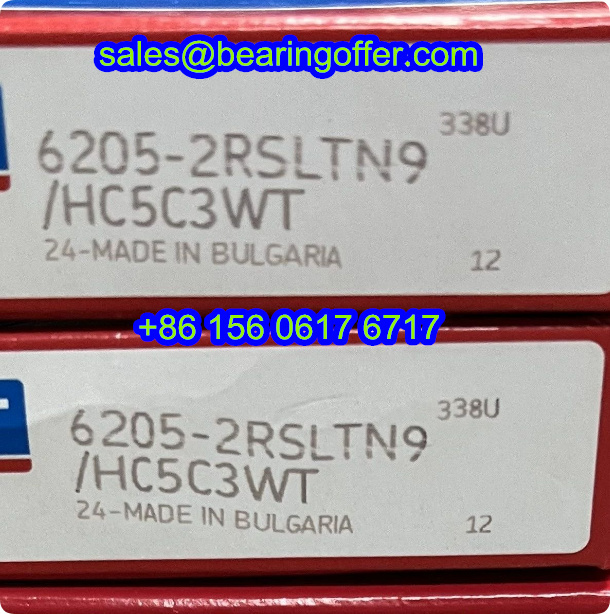 sales@bearingoffer.com
338U
6205-2RSLTN9
/HC5C3WT
24-MADE IN BULGARIA
12
+86 156 0617 6717
338U
6205-2RSLTN9
/HC5C3WT
24-MADE IN BULGARIA
12